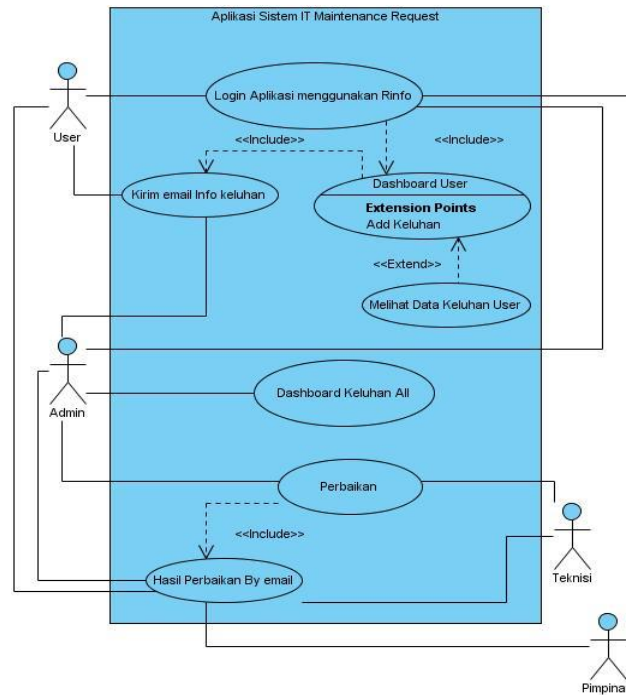 Aplikasi Sistem IT Maintenance Request
Login Aplikasi menggunakan Rinfo
User
<<Include>>
<<Include>>
Kirim email Info keluhan
Dashboard User
Extension Points
Add Keluhan
<<Extend>>
Melihat Data Keluhan User
Admin
Dashboard Keluhan All
Perbaikan
<<Include>>
Teknisi
Hasil Perbaikan By email
Pimpina